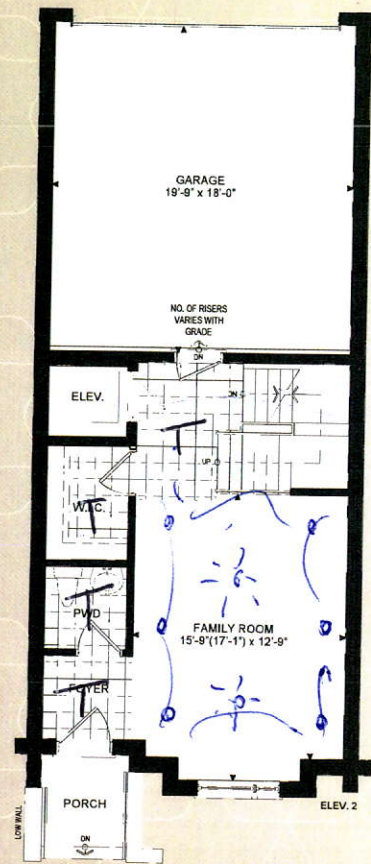 GARAGE
19'-9" x 18'-0"
NO. OF RISERS
VARIES WITH
GRADE
DN
ELEV.
DN
T
UP
W.I.C.
T
PWD
T
FAMILY ROOM
15'-9"(17'-1") x 12'-9"
FOYER
T
PORCH
LOW WALL
DN
ELEV. 2